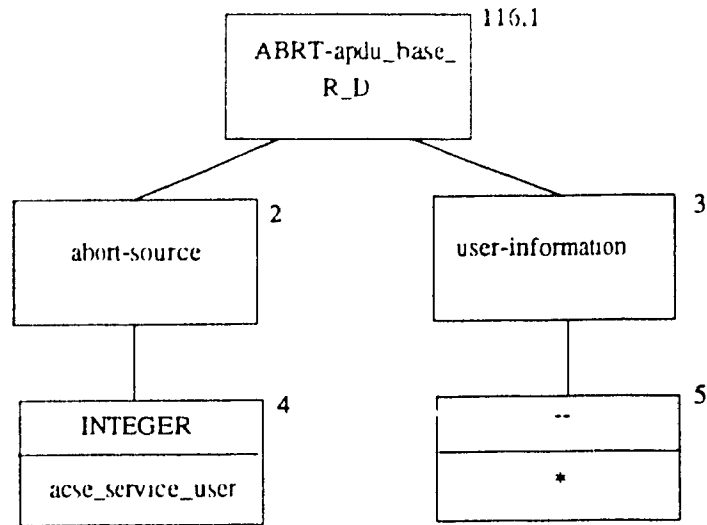 116.1
ABRT-apdu_base_
R_D
2
3
abort-source
user-information
4
5
INTEGER
--
acse_service_user
*